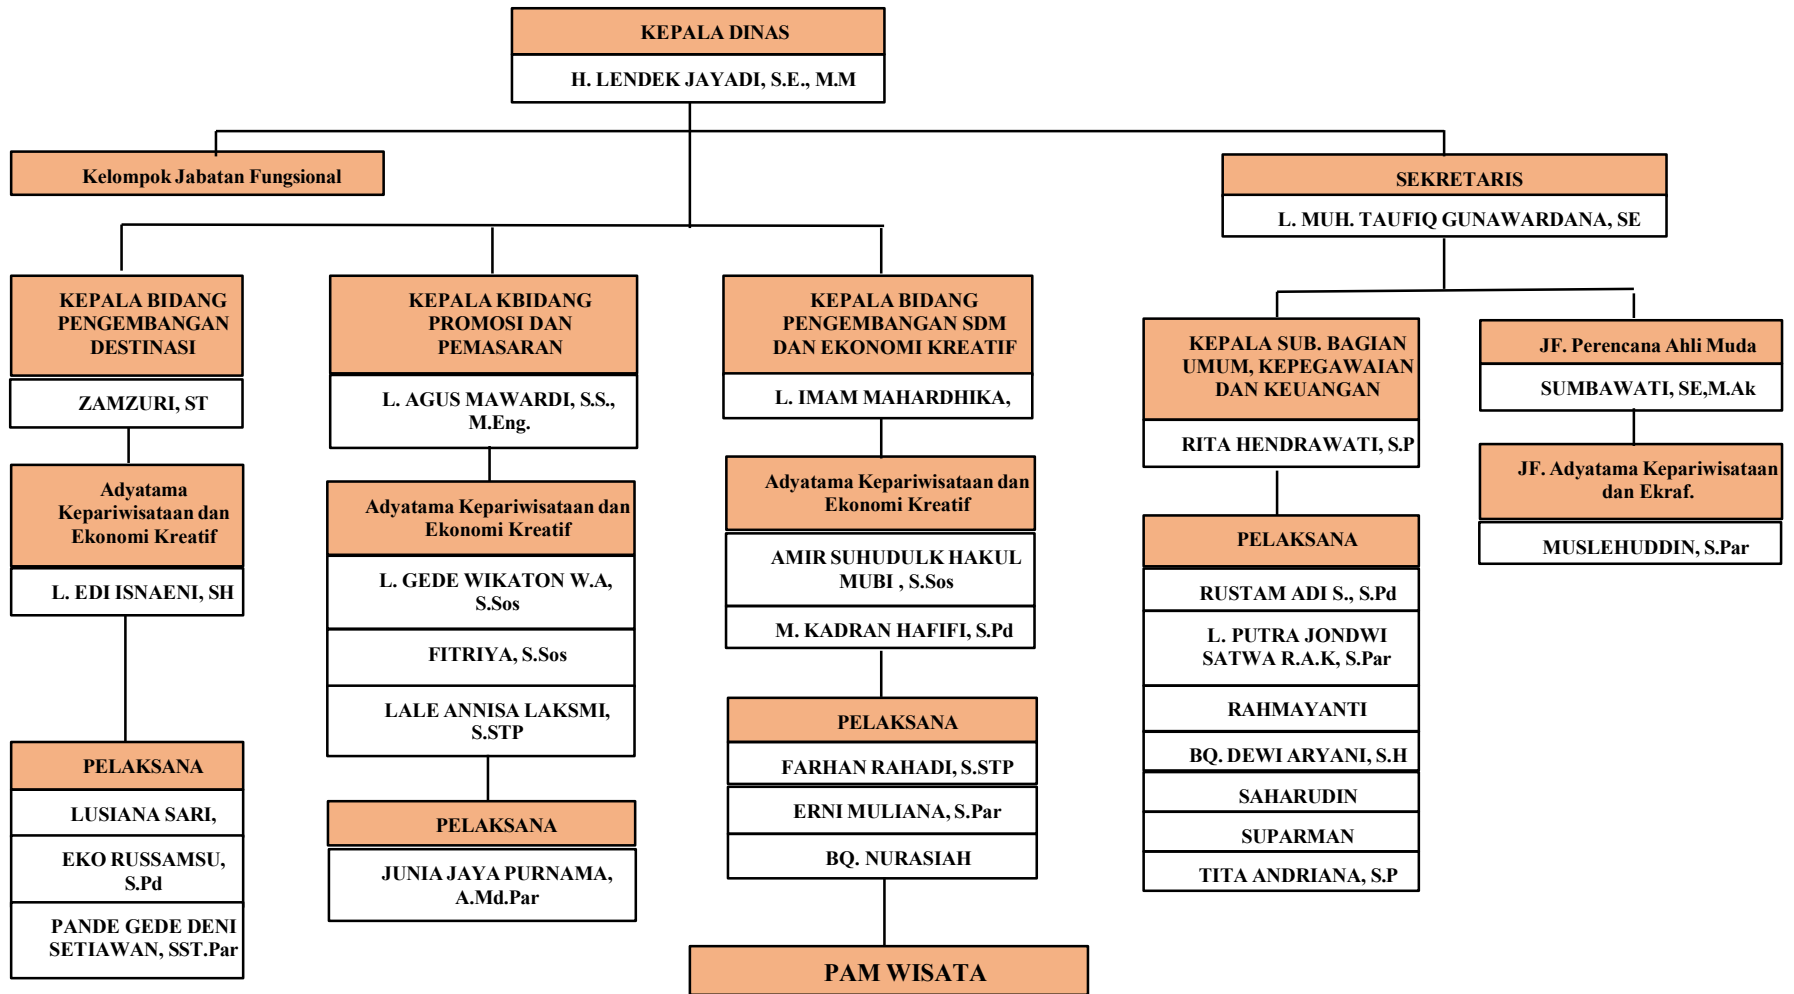 KEPALA DINAS
H. LENDEK JAYADI, S.E., M.M
Kelompok Jabatan Fungsional
SEKRETARIS
L. MUH. TAUFIQ GUNAWARDANA, SE
KEPALA BIDANG
PENGEMBANGAN
DESTINASI
ZAMZURI, ST
Adyatama
Kepariwisataan dan
Ekonomi Kreatif
L. EDI ISNAENI, SH
PELAKSANA
LUSIANA SARI,
EKO RUSSAMSU,
S.Pd
PANDE GEDE DENI
SETIAWAN, SST.Par
KEPALA KBIDANG
PROMOSI DAN
PEMASARAN
L. AGUS MAWARDI, S.S.,
M.Eng.
Adyatama Kepariwisataan dan
Ekonomi Kreatif
L. GEDE WIKATON W.A,
S.Sos
FITRIYA, S.Sos
LALE ANNISA LAKSMI,
S.STP
PELAKSANA
JUNIA JAYA PURNAMA,
A.Md.Par
KEPALA BIDANG
PENGEMBANGAN SDM
DAN EKONOMI KREATIF
L. IMAM MAHARDHIKA,
Adyatama Kepariwisataan dan
Ekonomi Kreatif
AMIR SUHUDULK HAKUL
MUBI , S.Sos
M. KADRAN HAFIFI, S.Pd
PELAKSANA
FARHAN RAHADI, S.STP
ERNI MULIANA, S.Par
BQ. NURASIAH
PAM WISATA
KEPALA SUB. BAGIAN
UMUM, KEPEGAWAIAN
DAN KEUANGAN
RITA HENDRAWATI, S.P
PELAKSANA
RUSTAM ADI S., S.Pd
L. PUTRA JONDWI
SATWA R.A.K, S.Par
RAHMAYANTI
BQ. DEWI ARYANI, S.H
SAHARUDIN
SUPARMAN
TITA ANDRIANA, S.P
JF. Perencana Ahli Muda
SUMBAWATI, SE,M.Ak
JF. Adyatama Kepariwisataan
dan Ekraf.
MUSLEHUDDIN, S.Par